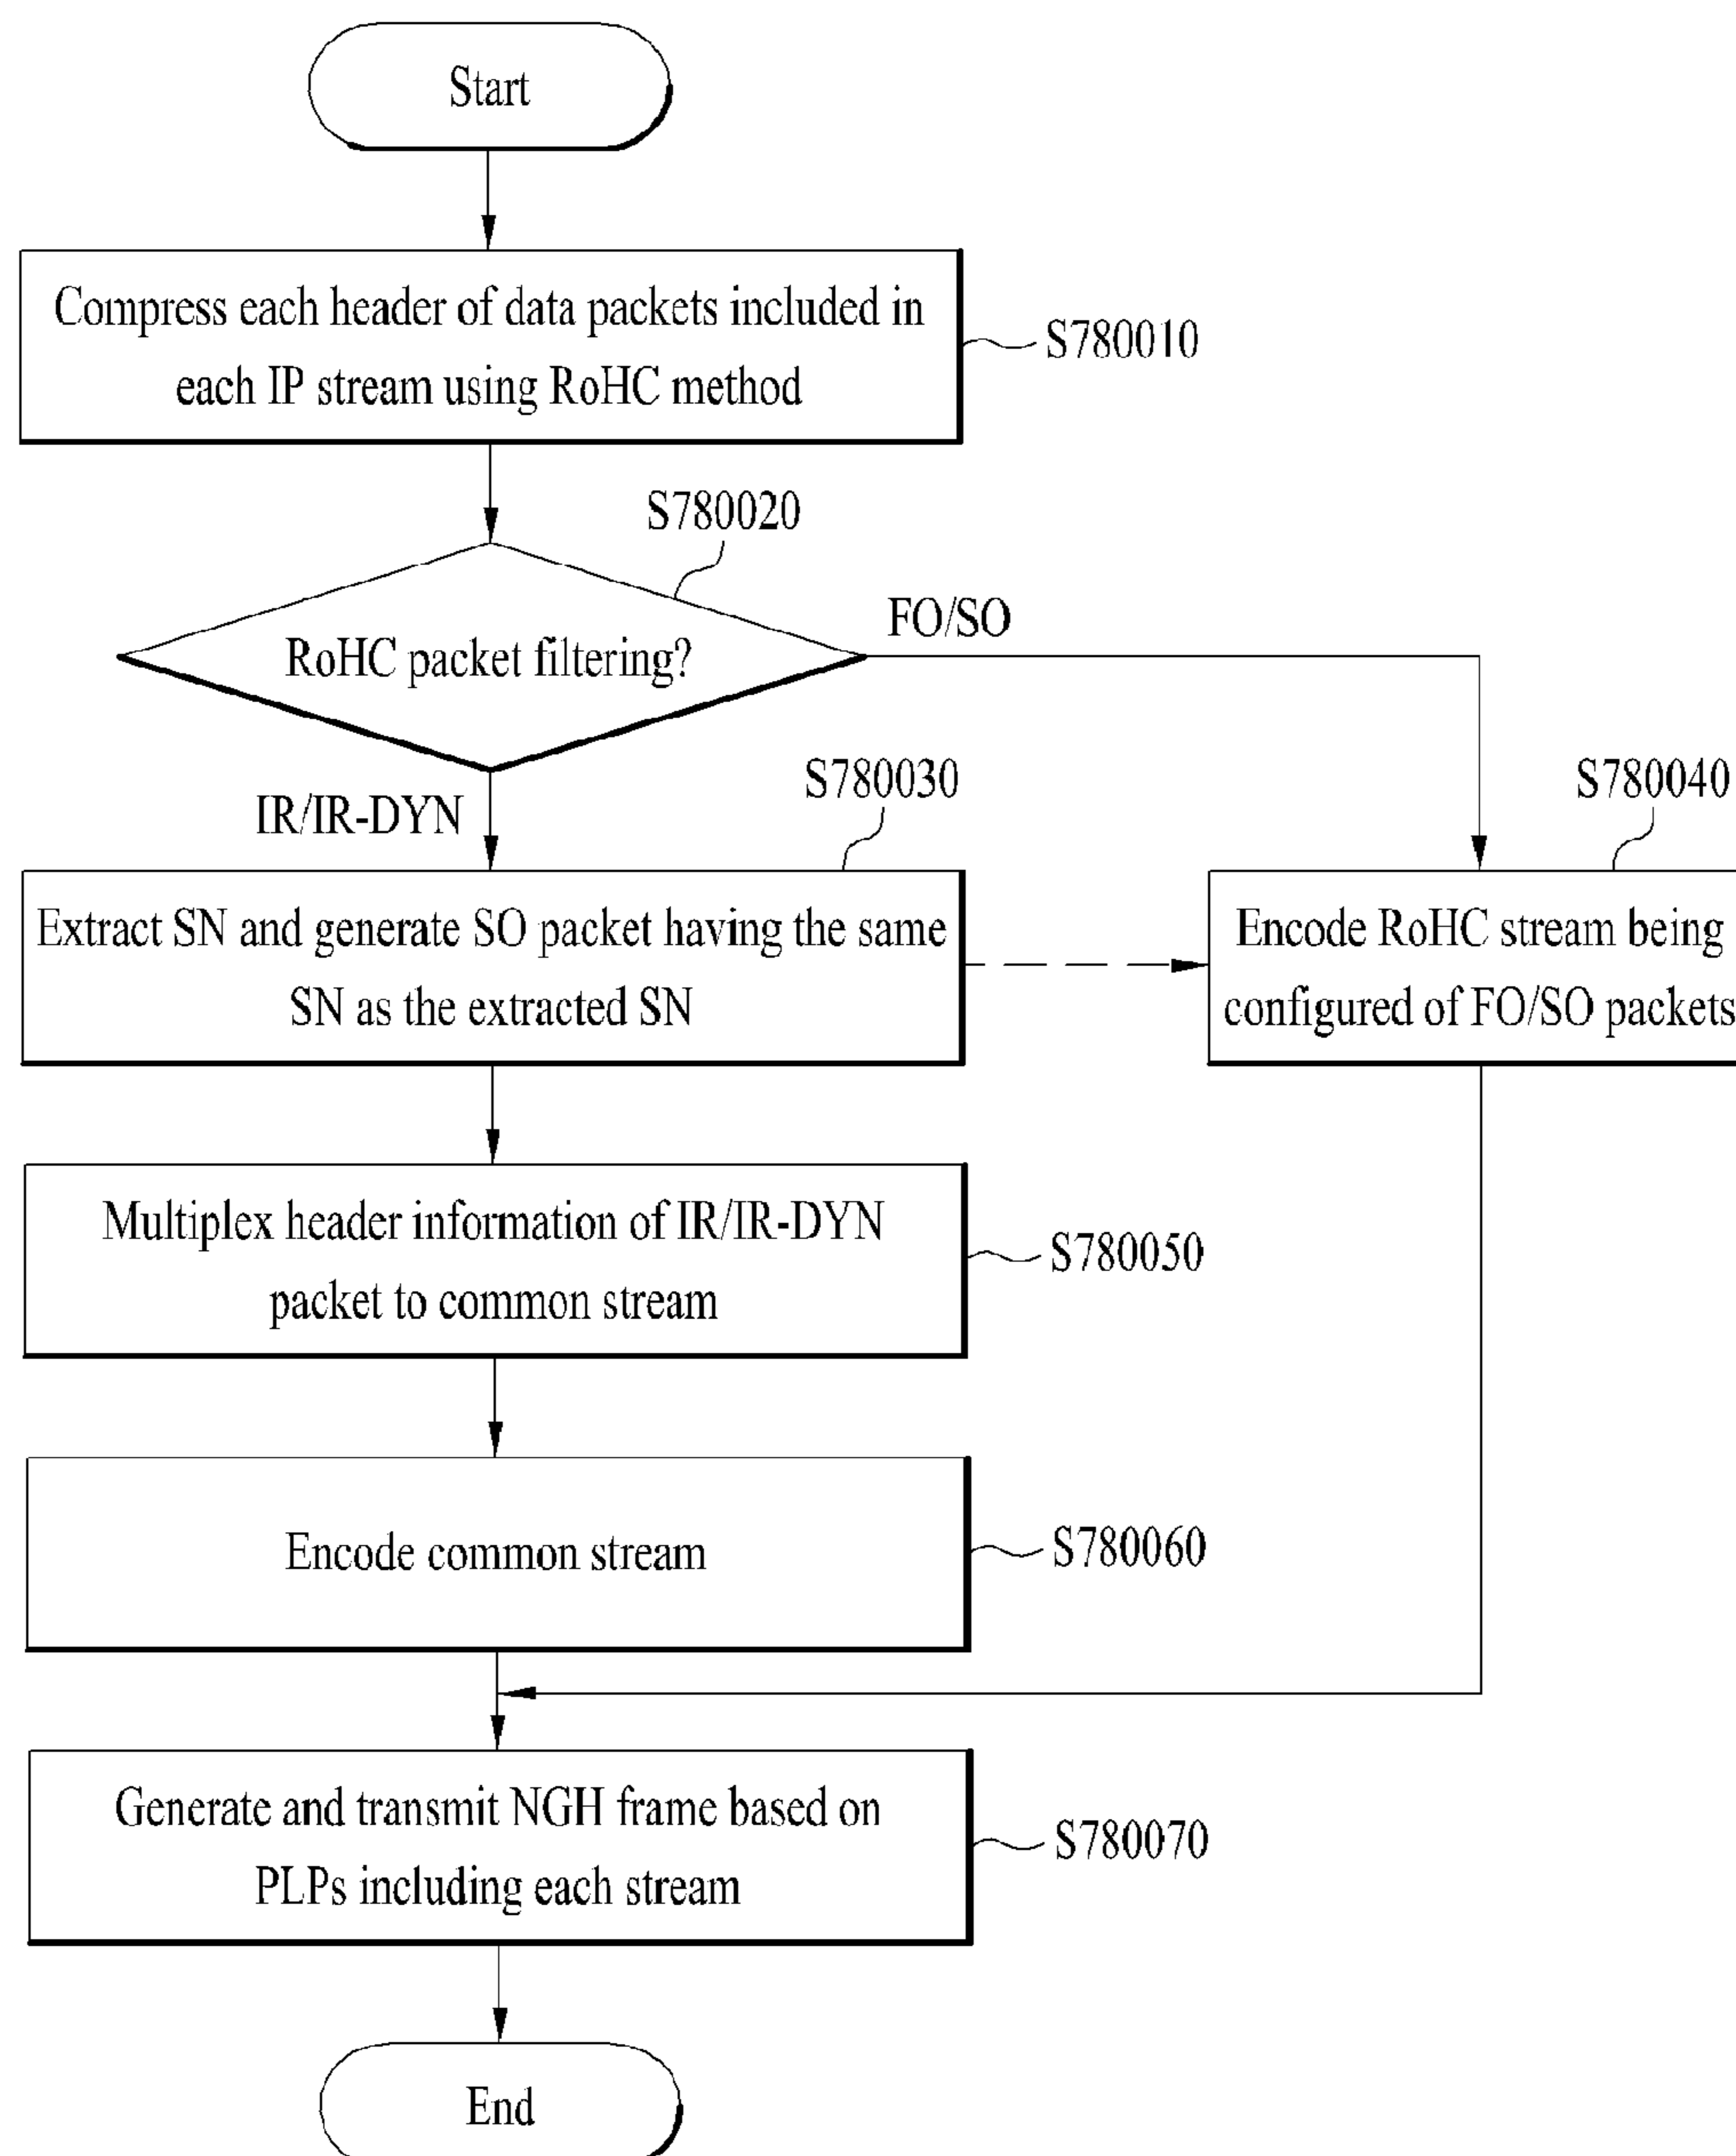 Start
Compress each header of data packets included in
each IP stream using RoHC method
S780010
S780020
RoHC packet filtering?
FO/SO
IR/IR-DYN
S780030
S780040
Extract SN and generate SO packet having the same
SN as the extracted SN
Encode RoHC stream being
configured of FO/SO packets
Multiplex header information of IR/IR-DYN
packet to common stream
S780050
Encode common stream
S780060
Generate and transmit NGH frame based on
PLPs including each stream
S780070
End